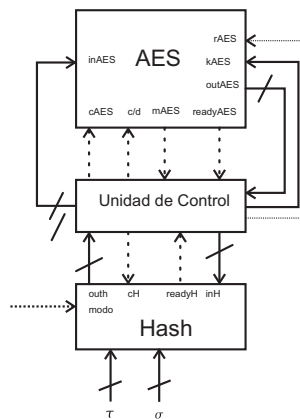 rAES
inAES AES kAES
outAES
cAES c/d mAES readyAES
Unidad de Control
outh cH readyH inH
modo
Hash
τ σ